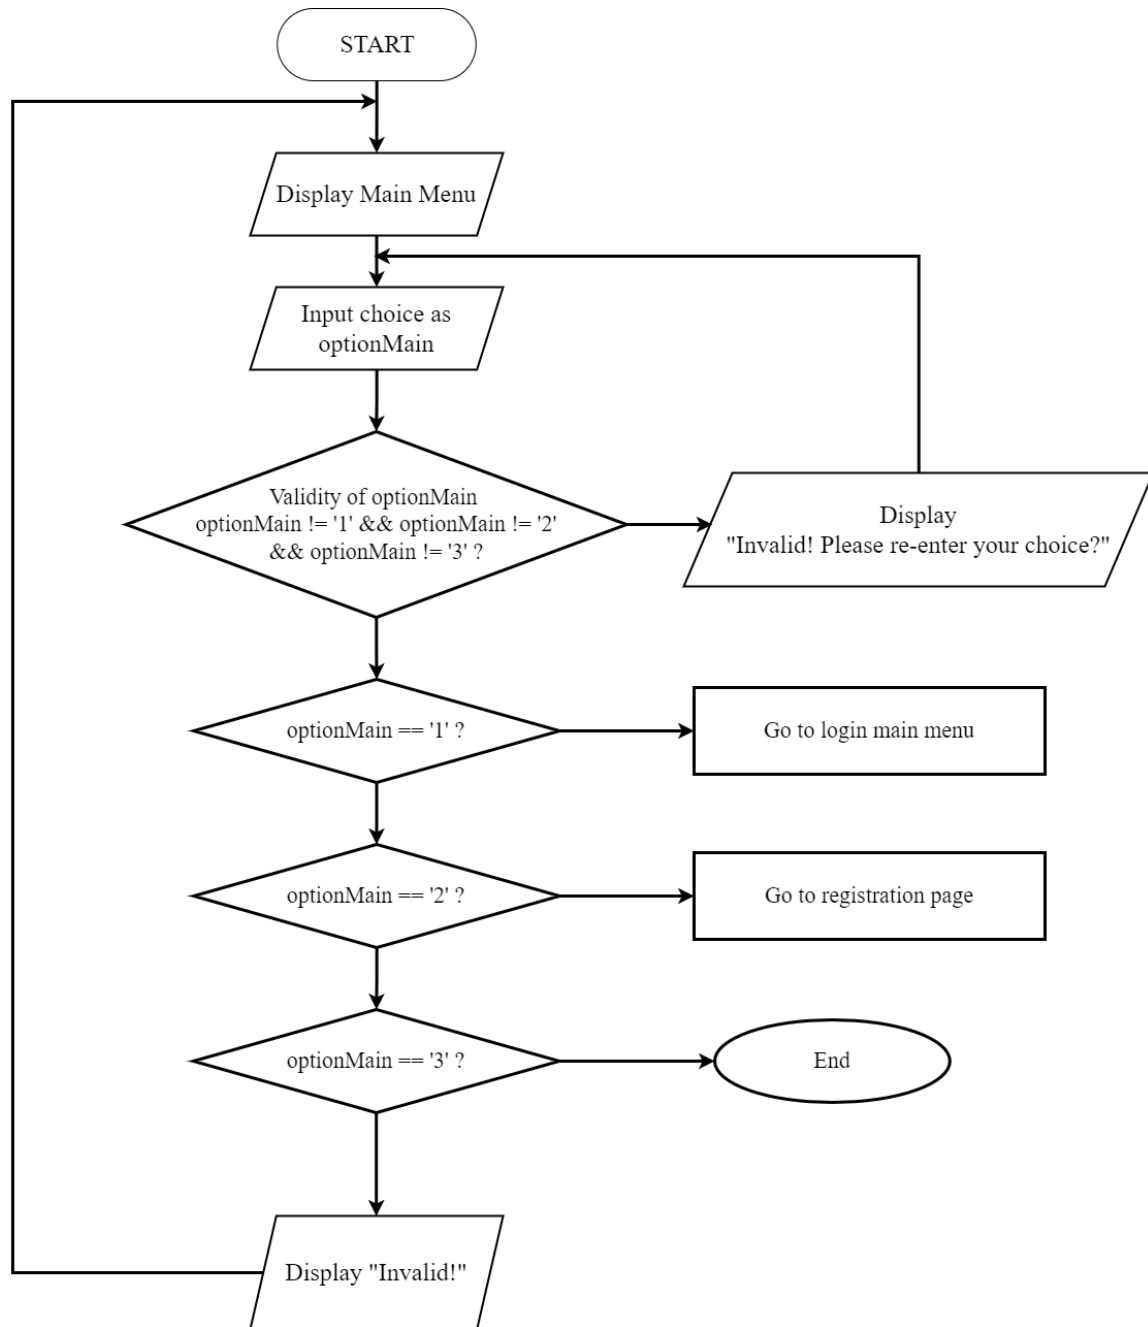 START
Display Main Menu
Input choice as
optionMain
Validity of optionMain
optionMain != '1' && optionMain != '2'
&& optionMain != '3' ?
Display
"Invalid! Please re-enter your choice?"
optionMain == '1' ?
Go to login main menu
optionMain == '2' ?
Go to registration page
optionMain == '3' ?
End
Display "Invalid!"